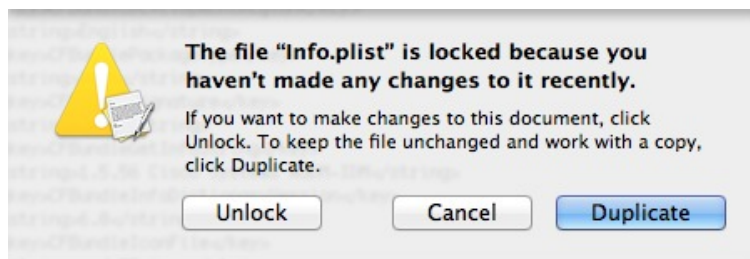 The file “Info.plist” is locked because you
haven't made any changes to it recently.
If you want to make changes to this document, click
Unlock. To keep the file unchanged and work with a copy,
click Duplicate.
Unlock
Cancel
Duplicate